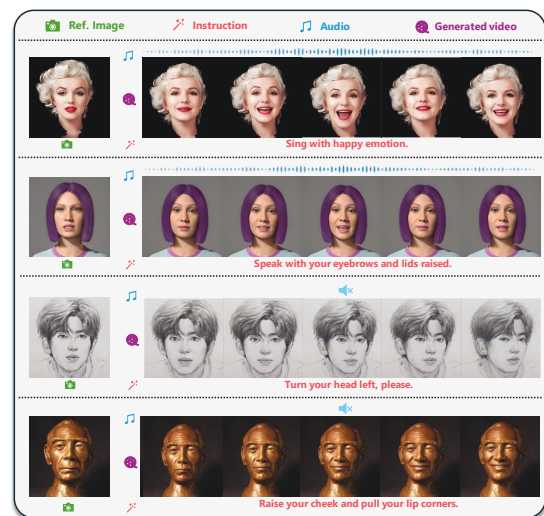 Ref. Image Instruction Audio Generated video
Sing with happy emotion.
Speak with your eyebrows and lids raised.
Turn your head left, please.
Raise your cheek and pull your lip corners.